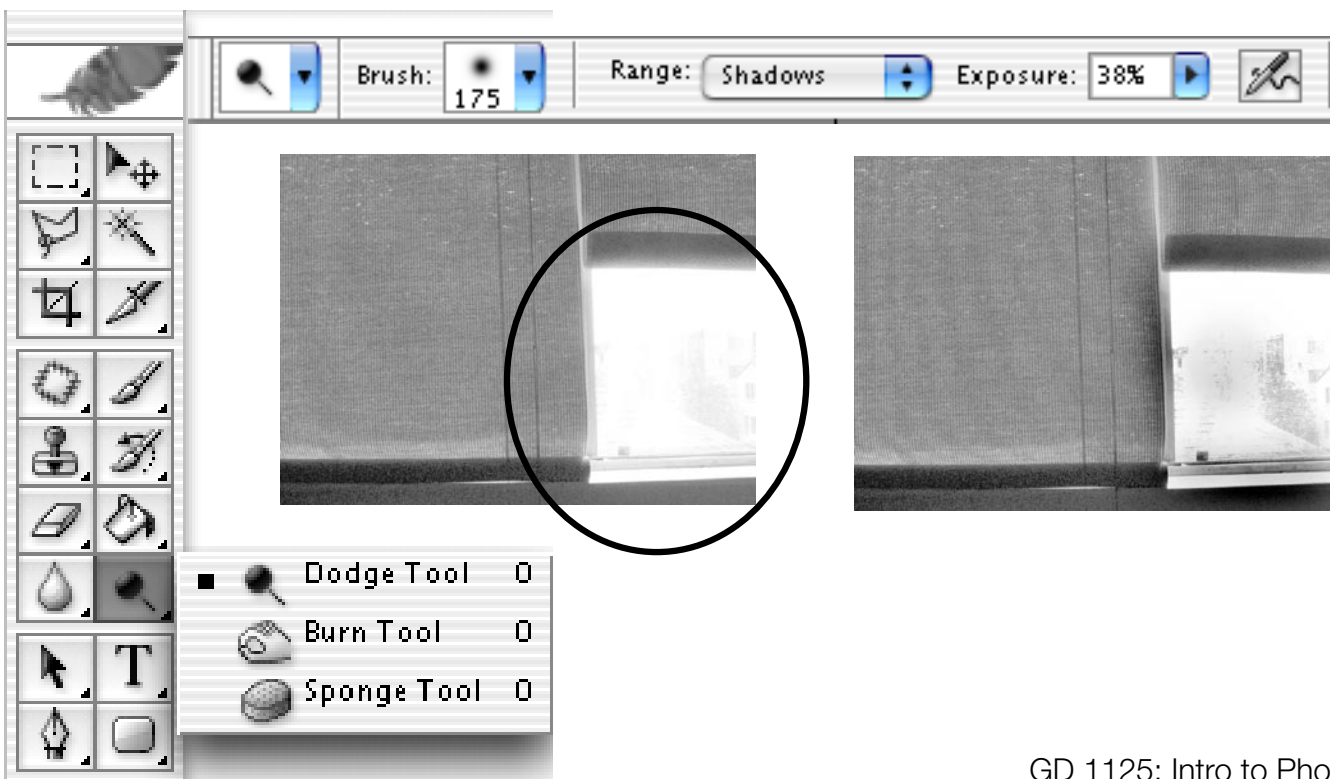 Brush: 175 Range: Shadows Exposure: 38%
T
Dodge Tool O
Burn Tool O
Sponge Tool O
GD 1125: Intro to Pho